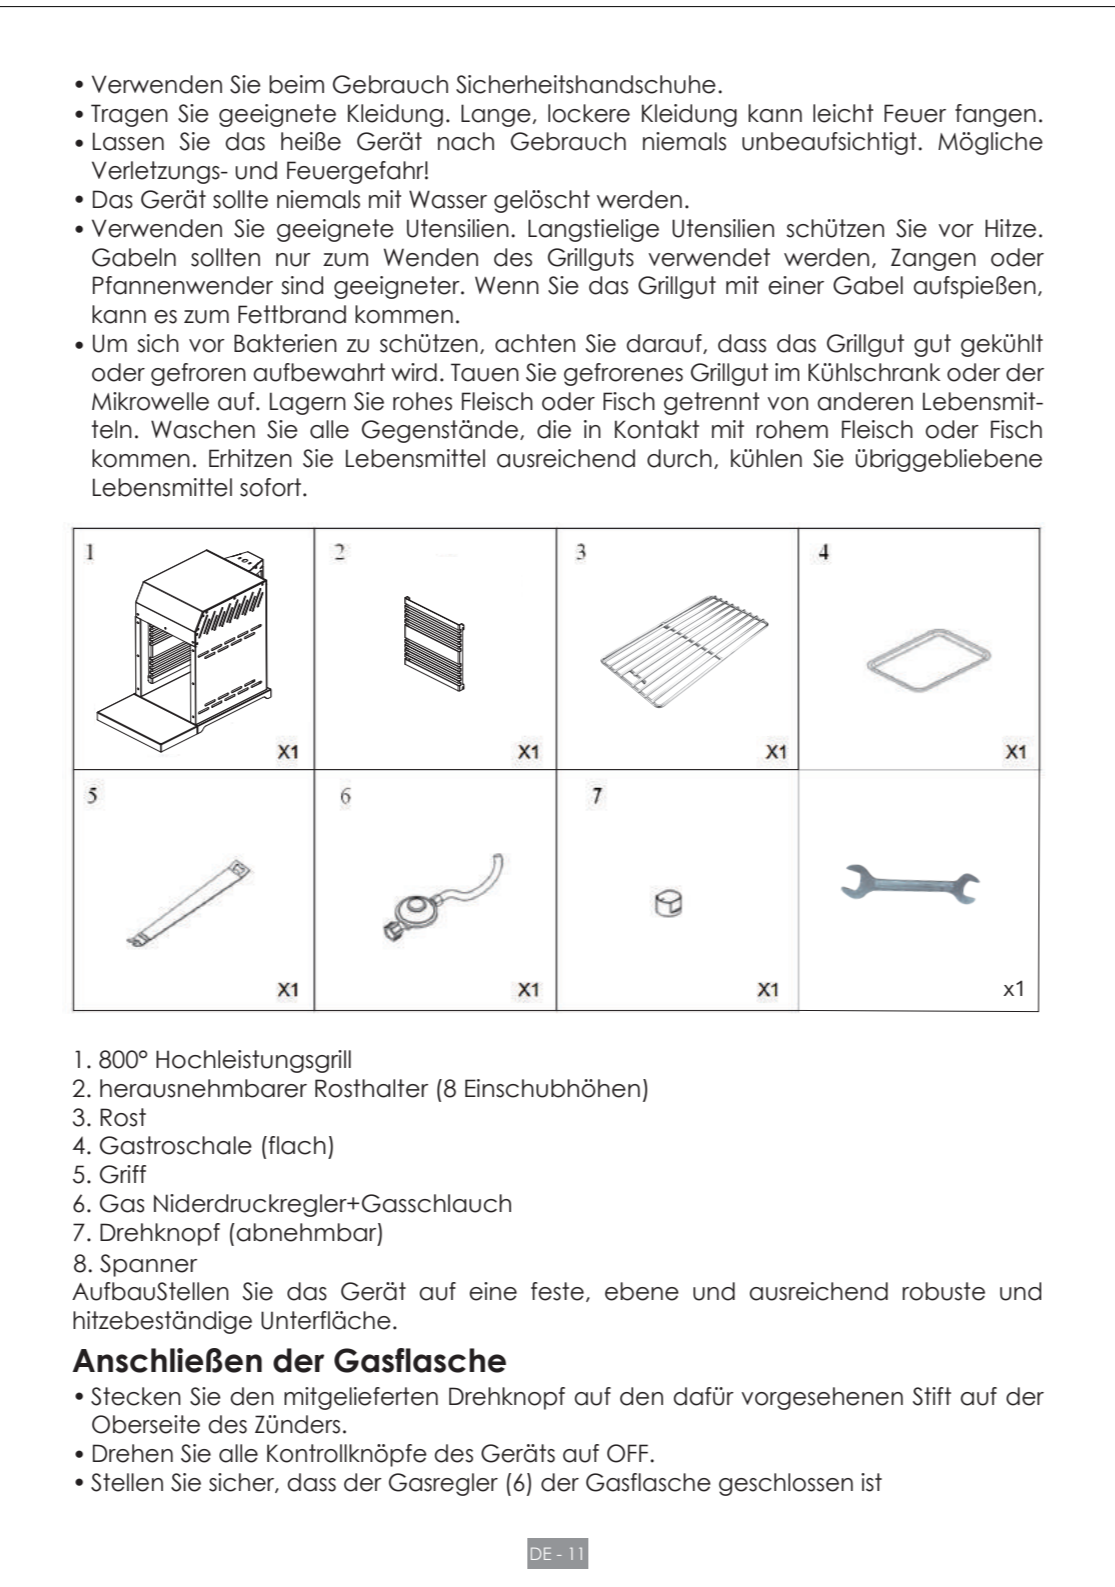 • Verwenden Sie beim Gebrauch Sicherheitshandschuhe.
• Tragen Sie geeignete Kleidung. Lange, lockere Kleidung kann leicht Feuer fangen.
• Lassen Sie das heiße Gerät nach Gebrauch niemals unbeaufsichtigt. Mögliche
Verletzungs- und Feuergefahr!
• Das Gerät sollte niemals mit Wasser gelöscht werden.
• Verwenden Sie geeignete Utensilien. Langstielige Utensilien schützen Sie vor Hitze.
Gabeln sollten nur zum Wenden des Grillguts verwendet werden, Zangen oder
Pfannenwender sind geeigneter. Wenn Sie das Grillgut mit einer Gabel aufspießen,
kann es zum Fettbrand kommen.
• Um sich vor Bakterien zu schützen, achten Sie darauf, dass das Grillgut gut gekühlt
oder gefroren aufbewahrt wird. Tauen Sie gefrorenes Grillgut im Kühlschrank oder der
Mikrowelle auf. Lagern Sie rohes Fleisch oder Fisch getrennt von anderen Lebensmit-
teln. Waschen Sie alle Gegenstände, die in Kontakt mit rohem Fleisch oder Fisch
kommen. Erhitzen Sie Lebensmittel ausreichend durch, kühlen Sie übriggebliebene
Lebensmittel sofort.
1 2 3 4
X1 X1 X1 X1
5 6 7
X1 X1 X1 x1
1. 800° Hochleistungsgrill
2. herausnehmbarer Rosthalter (8 Einschubhöhen)
3. Rost
4. Gastroschale (flach)
5. Griff
6. Gas Niderdruckregler+Gasschlauch
7. Drehknopf (abnehmbar)
8. Spanner
AufbauStellen Sie das Gerät auf eine feste, ebene und ausreichend robuste und
hitzebeständige Unterfläche.
Anschließen der Gasflasche
• Stecken Sie den mitgelieferten Drehknopf auf den dafür vorgesehenen Stift auf der
Oberseite des Zünders.
• Drehen Sie alle Kontrollknöpfe des Geräts auf OFF.
• Stellen Sie sicher, dass der Gasregler (6) der Gasflasche geschlossen ist
DE - 11